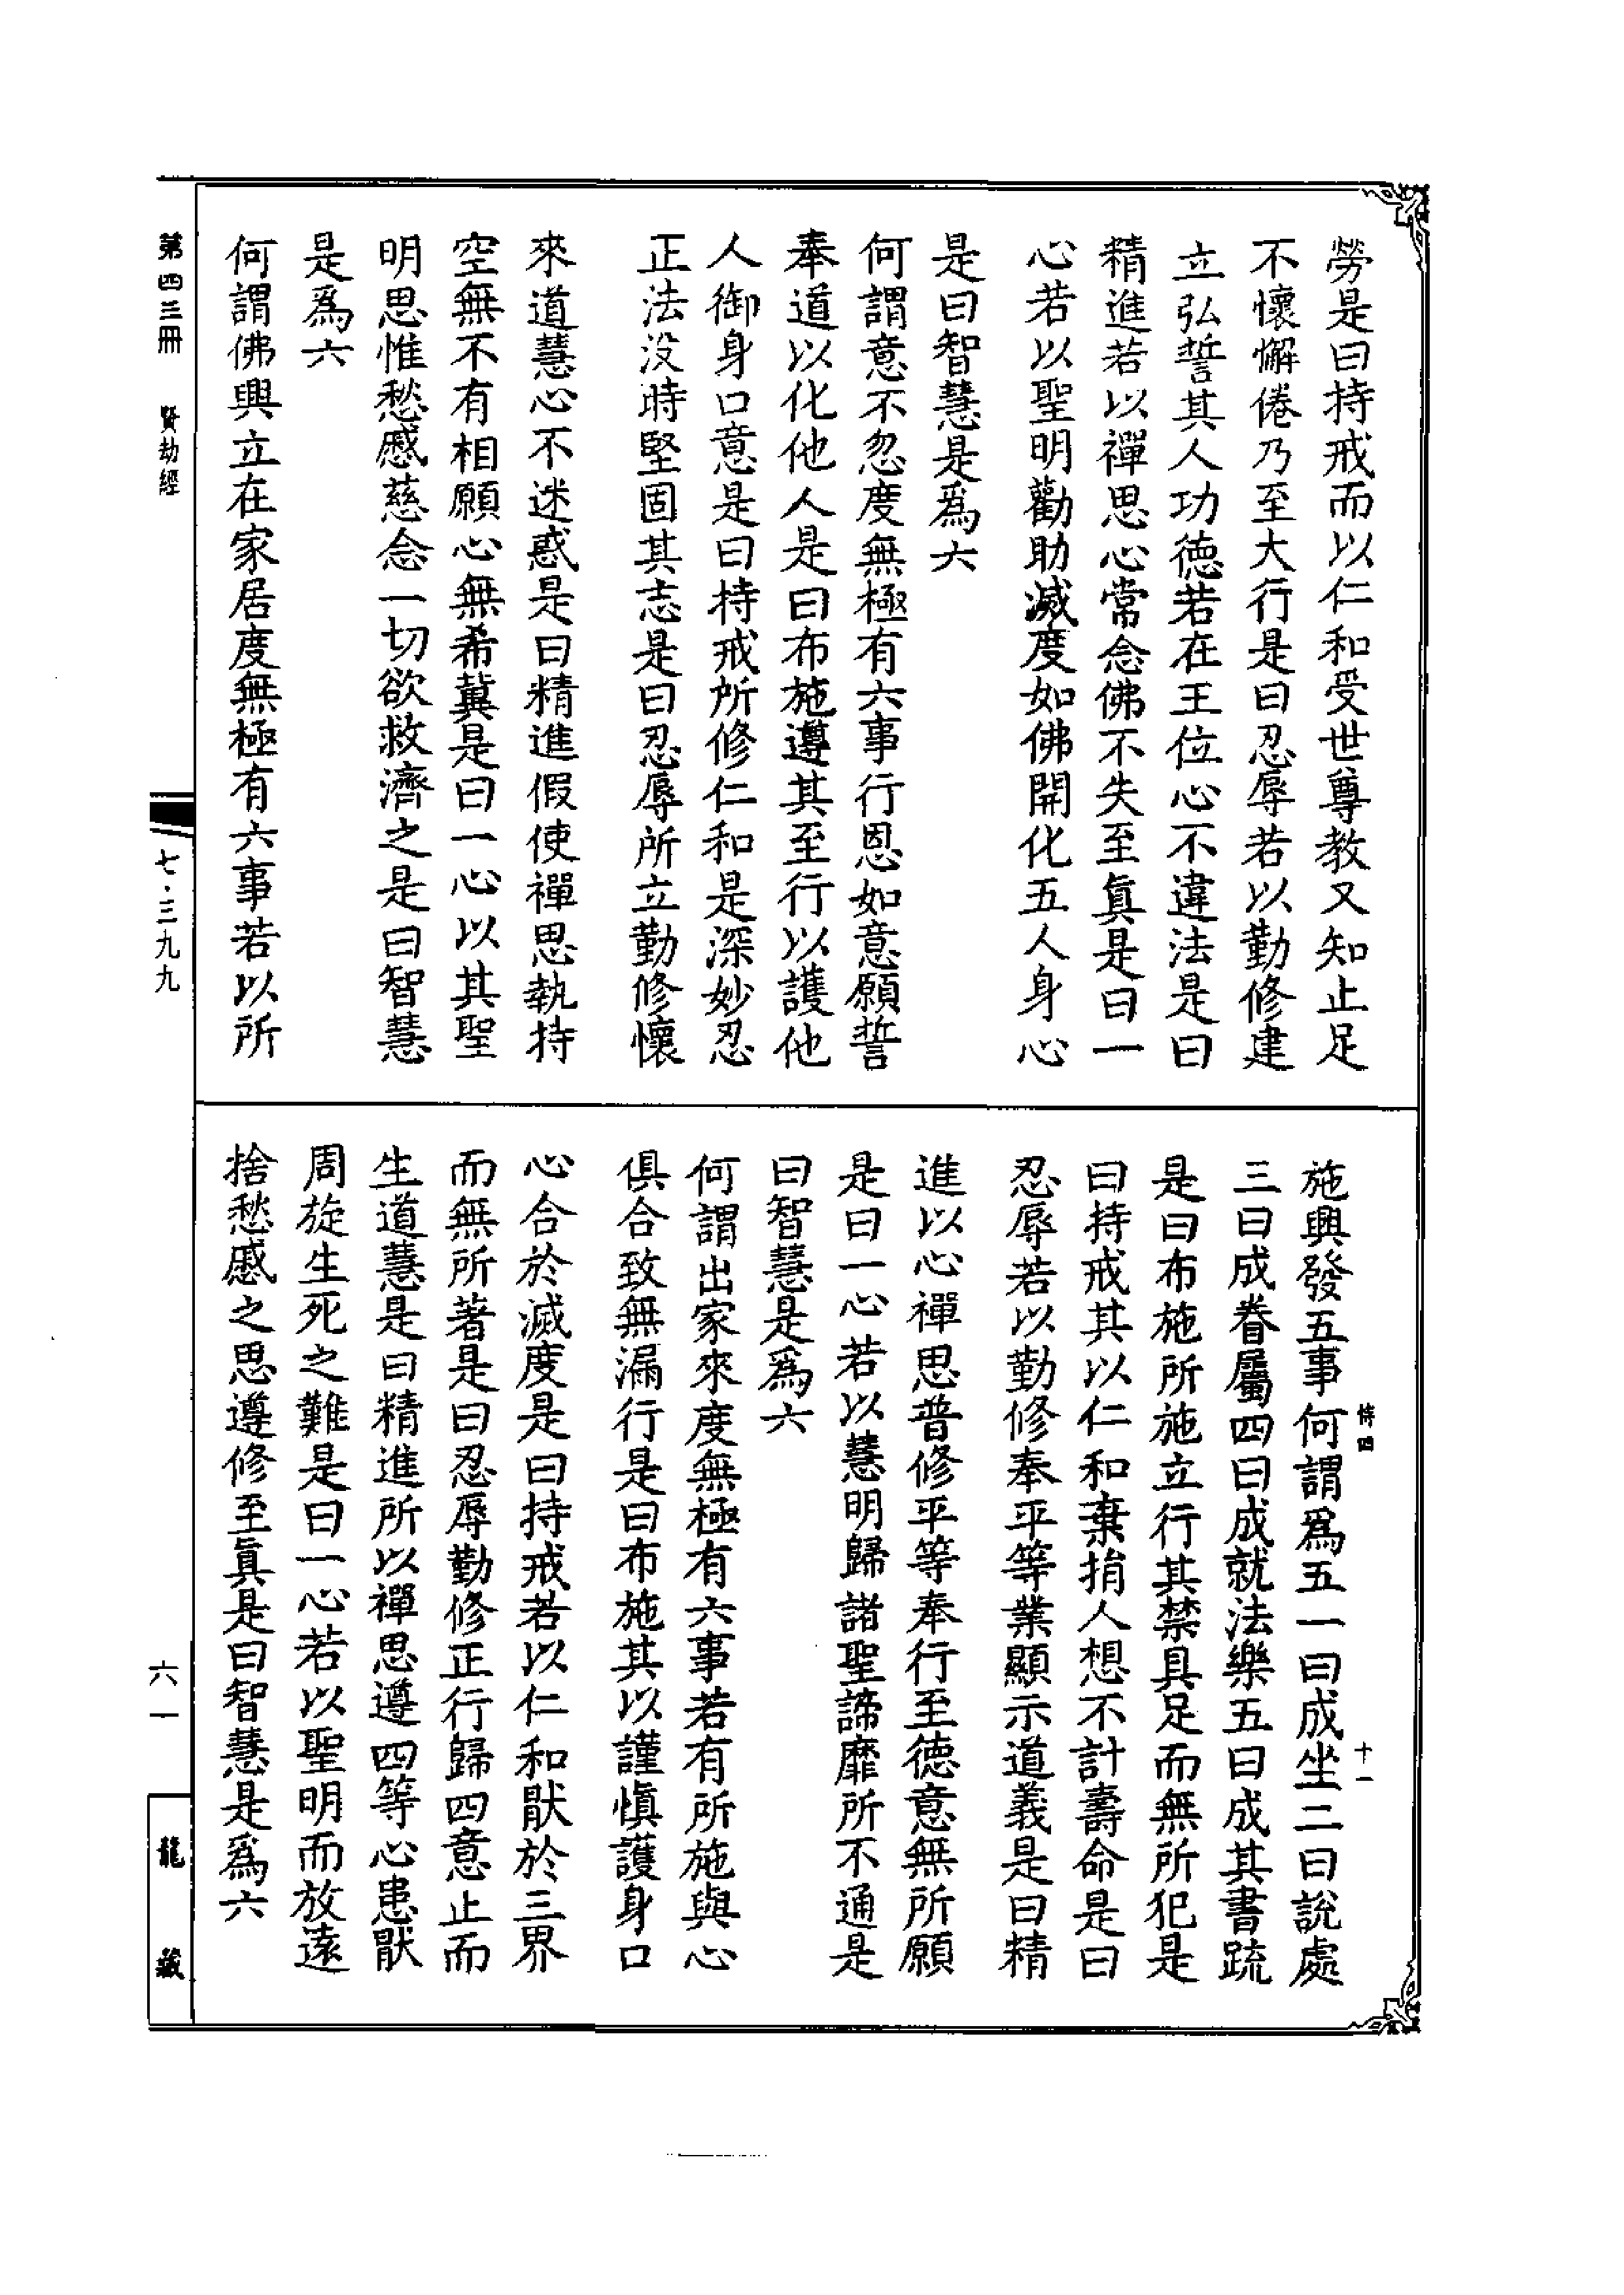 勞是曰持戒而以仁和受世尊教又知止足
不懷懈倦乃至大行是曰忍辱若以勤修建
立弘誓其人功德若在王位心不違法是曰
精進若以禪思心常念佛不失至真是曰一
心若以聖明勸助滅度如佛開化五人身心
是曰智慧是爲六
何謂意不忽度無極有六事行恩如意願誓
奉道以化他人是曰布施遵其至行以護他
人御身口意是曰持戒所修仁和是深妙忍
正法没時堅固其志是曰忍辱所立勤修懷
來道慧心不迷惑是曰精進假使禪思執持
空無不有相願心無希冀是曰一心以其聖
明思惟愁慼慈念一切欲救濟之是曰智慧
是爲六
何謂佛興立在家居度無極有六事若以所
施興發五事何謂爲五一曰成坐二曰說處
三曰成眷屬四曰成就法樂五曰成其書䟽
是曰布施所施立行其禁具足而無所犯是
曰持戒其以仁和棄捐人想不計壽命是曰
忍辱若以勤修奉平等業顯示道義是曰精
進以心禪思普修平等奉行至德意無所願
是曰一心若以慧明歸諸聖諦靡所不通是
曰智慧是爲六
何謂出家來度無極有六事若有所施與心
俱合致無漏行是曰布施其以謹慎護身口
心合於滅度是曰持戒若以仁和猒於三界
而無所著是曰忍辱勤修正行歸四意止而
生道慧是曰精進所以禪思遵四等心患猒
周旋生死之難是曰一心若以聖明而放遠
捨愁慼之思遵修至眞是曰智慧是爲六
十一
第四三冊 賢劫經
七·三九九
六一
龍藏